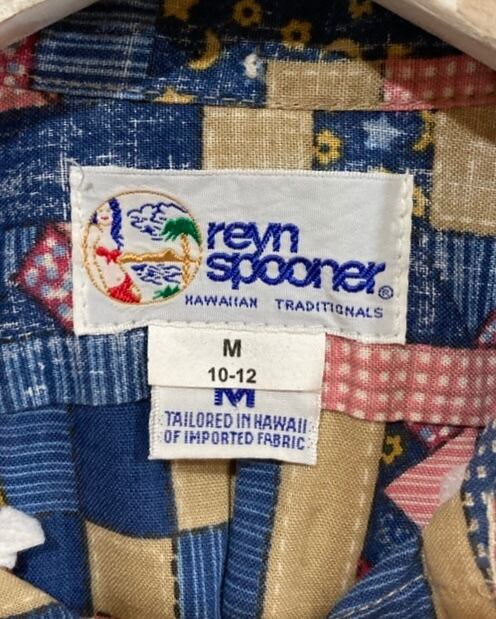 reyn
spooner®
HAWAIIAN TRADITIONALS
M
10-12
M
TAILORED IN HAWAII
OF IMPORTED FABRIC